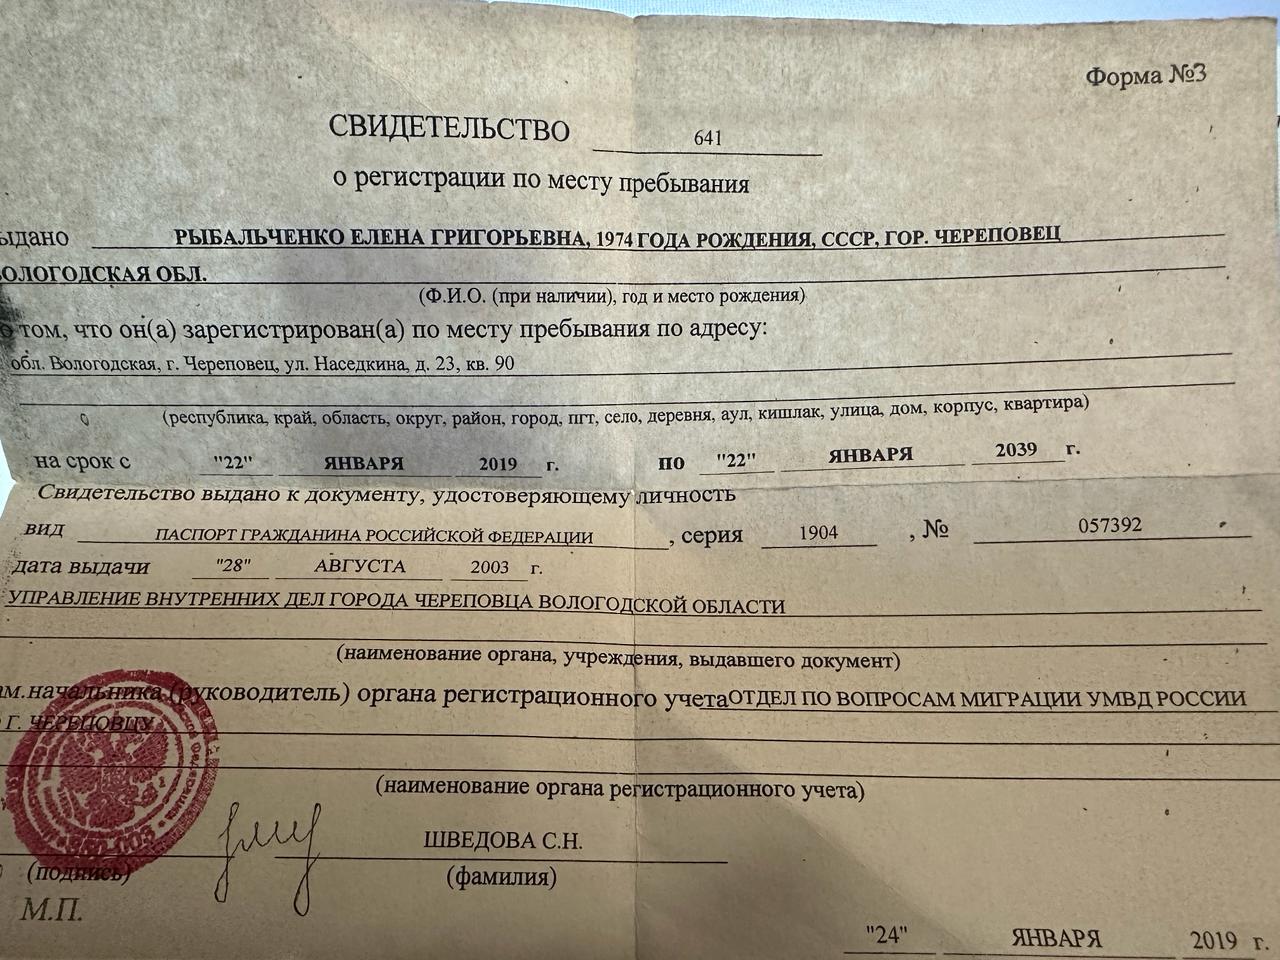 Форма №3
СВИДЕТЕЛЬСТВО 641
о регистрации по месту пребывания
ыдано РЫБАЛЬЧЕНКО ЕЛЕНА ГРИГОРЬЕВНА, 1974 ГОДА РОЖДЕНИЯ, СССР, ГОР. ЧЕРЕПОВЕЦ
ВОЛОГОДСКАЯ ОБЛ.
(Ф.И.О. (при наличии), год и место рождения)
о том, что он(а) зарегистрирован(а) по месту пребывания по адресу:
обл. Вологодская, г. Череповец, ул. Наседкина, д. 23, кв. 90
(республика, край, область, округ, район, город, пгт, село, деревня, аул, кишлак, улица, дом, корпус, квартира)
на срок с "22" ЯНВАРЯ 2019 г. по "22" ЯНВАРЯ 2039 г.
Свидетельство выдано к документу, удостоверяющему личность
вид ПАСПОРТ ГРАЖДАНИНА РОССИЙСКОЙ ФЕДЕРАЦИИ , серия 1904 , № 057392
дата выдачи "28" АВГУСТА 2003 г.
УПРАВЛЕНИЕ ВНУТРЕННИХ ДЕЛ ГОРОДА ЧЕРЕПОВЦА ВОЛОГОДСКОЙ ОБЛАСТИ
(наименование органа, учреждения, выдавшего документ)
ам.начальника (руководитель) органа регистрационного учета ОТДЕЛ ПО ВОПРОСАМ МИГРАЦИИ УМВД РОССИИ
Г. ЧЕРЕПОВЦУ
(наименование органа регистрационного учета)
ШВЕДОВА С.Н.
(подпись) (фамилия)
М.П.
"24" ЯНВАРЯ 2019 г.